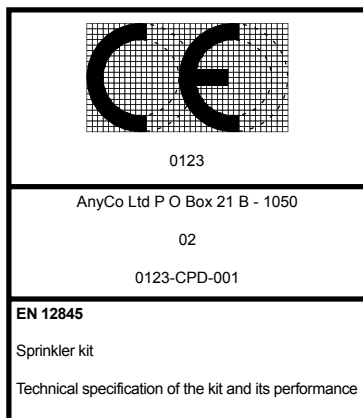 CE
0123
AnyCo Ltd P O Box 21 B - 1050
02
0123-CPD-001
EN 12845
Sprinkler kit
Technical specification of the kit and its performance